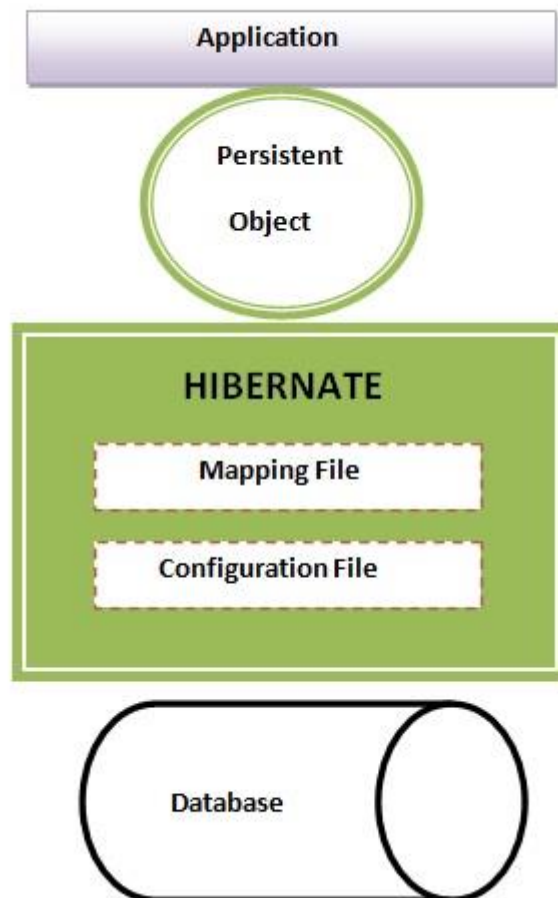 Application
Persistent
Object
HIBERNATE
Mapping File
Configuration File
Database